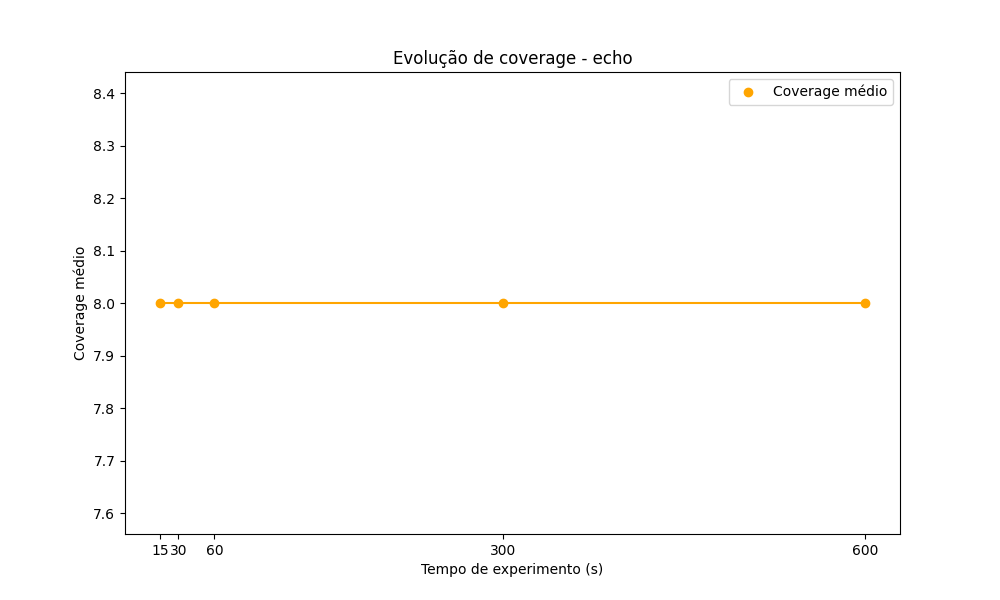 Evolução de coverage - echo
Coverage médio
8.4
8.3
8.2
8.1
8.0
7.9
7.8
7.7
7.6
Coverage médio
15 30 60 300 600
Tempo de experimento (s)